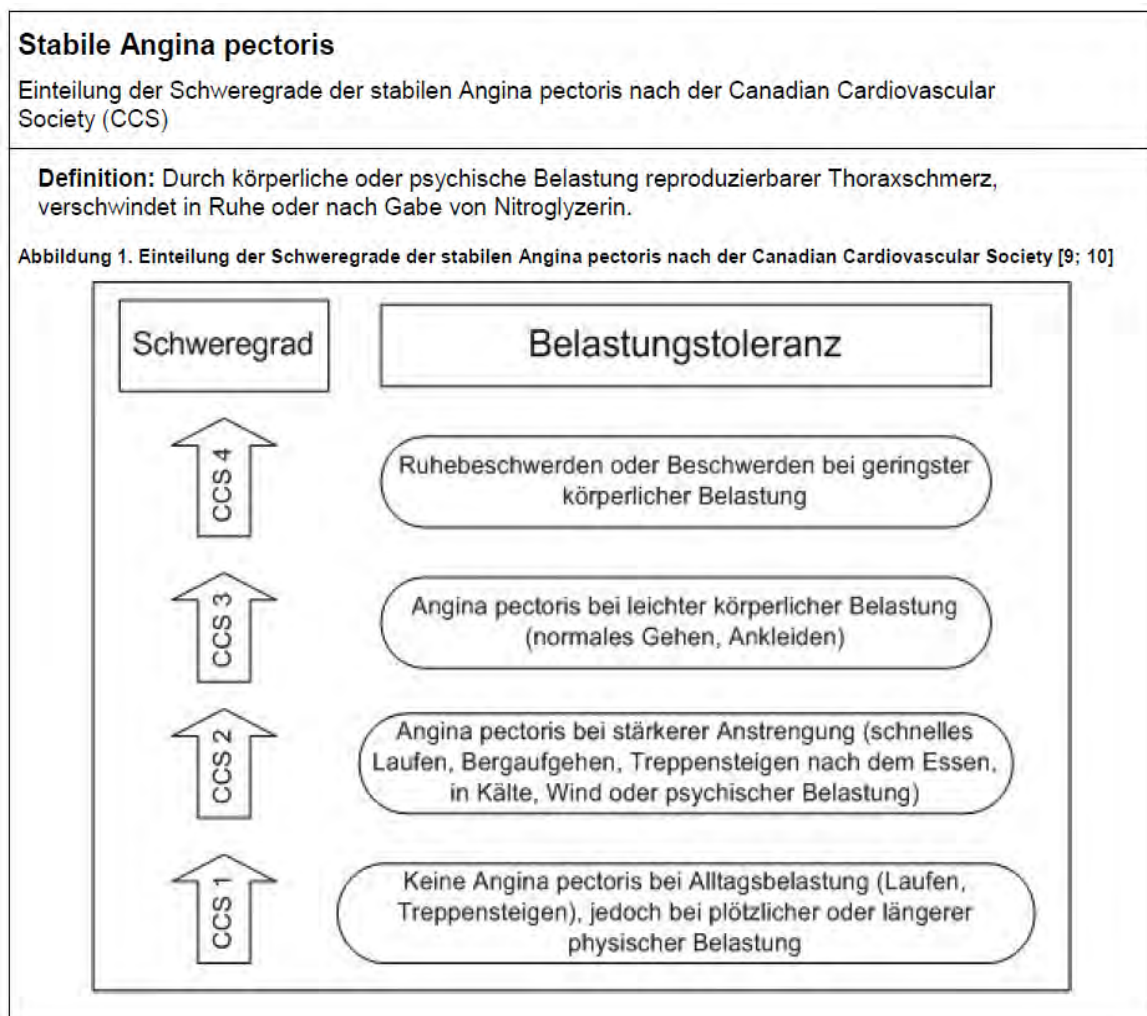 Stabile Angina pectoris
Einteilung der Schweregrade der stabilen Angina pectoris nach der Canadian Cardiovascular
Society (CCS)
Definition: Durch körperliche oder psychische Belastung reproduzierbarer Thoraxschmerz,
verschwindet in Ruhe oder nach Gabe von Nitroglyzerin.
Abbildung 1. Einteilung der Schweregrade der stabilen Angina pectoris nach der Canadian Cardiovascular Society [9; 10]
Schweregrad
Belastungstoleranz
CCS 4
Ruhebeschwerden oder Beschwerden bei geringster
körperlicher Belastung
CCS 3
Angina pectoris bei leichter körperlicher Belastung
(normales Gehen, Ankleiden)
CCS 2
Angina pectoris bei stärkerer Anstrengung (schnelles
Laufen, Bergaufgehen, Treppensteigen nach dem Essen,
in Kälte, Wind oder psychischer Belastung)
CCS 1
Keine Angina pectoris bei Alltagsbelastung (Laufen,
Treppensteigen), jedoch bei plötzlicher oder längerer
physischer Belastung